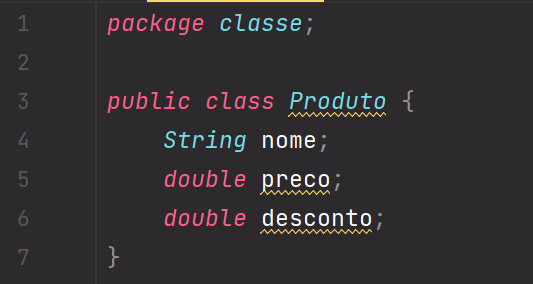 1 package classe;
2
3 public class Produto {
4 String nome;
5 double preco;
6 double desconto;
7 }